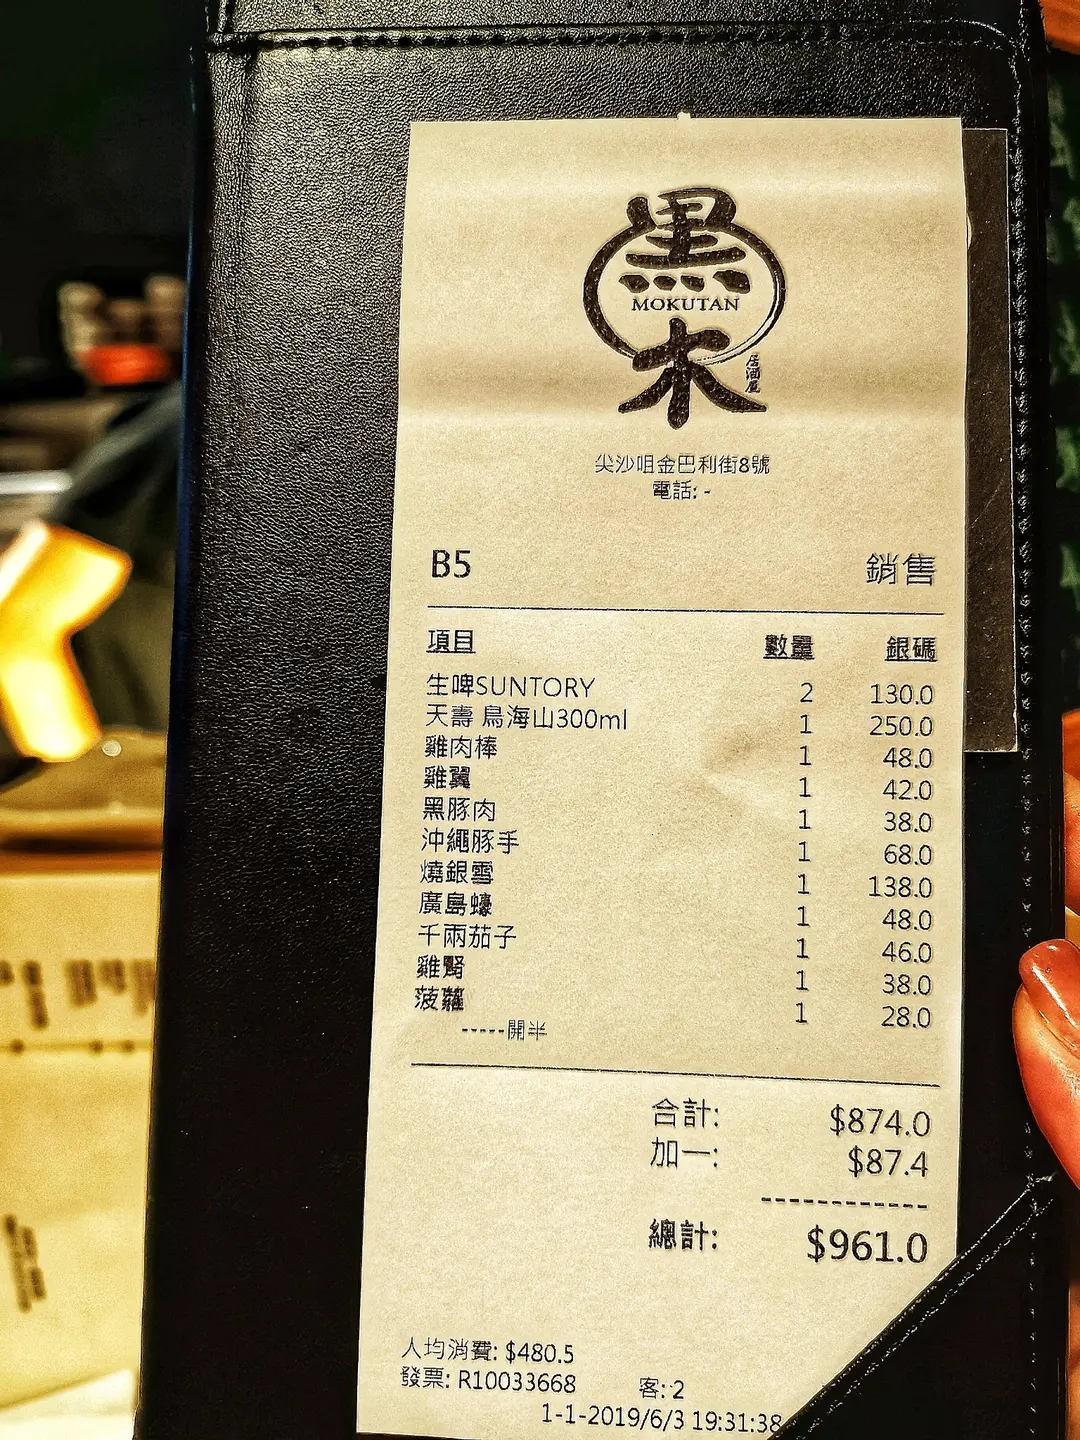 黒
MOKUTAN
木
居酒屋
尖沙咀金巴利街8號
電話: -
B5 銷售
項目 數量 銀碼
生啤SUNTORY 2 130.0
天壽 鳥海山300ml 1 250.0
雞肉棒 1 48.0
雞翼 1 42.0
黑豚肉 1 38.0
沖繩豚手 1 68.0
燒銀雪 1 138.0
廣島蠔 1 48.0
千兩茄子 1 46.0
雞腎 1 38.0
菠蘿 1 28.0
-----開半
合計: $874.0
加一: $87.4
------------
總計: $961.0
人均消費: $480.5
發票: R10033668 客: 2
1-1-2019/6/3 19:31:38